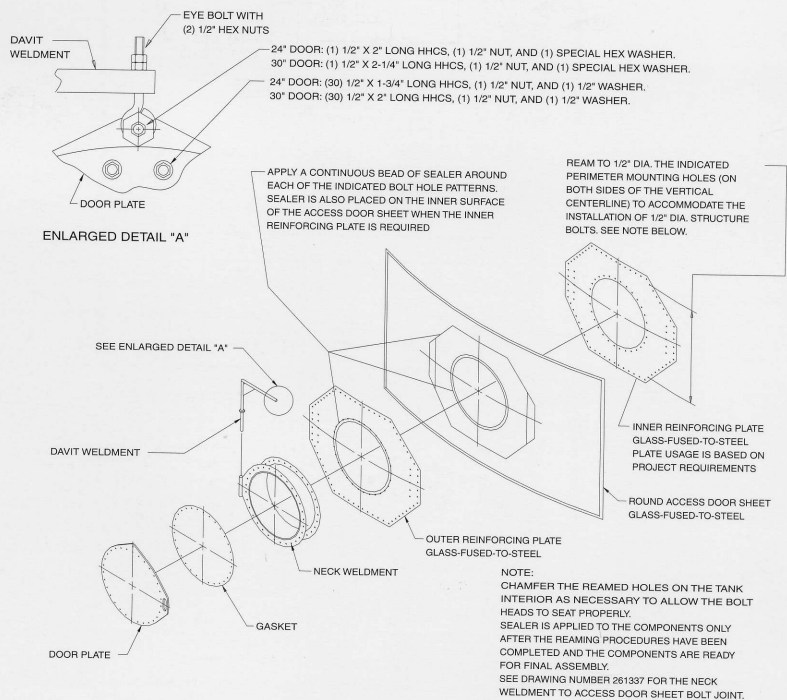 EYE BOLT WITH
(2) 1/2" HEX NUTS
DAVIT
WELDMENT
24" DOOR: (1) 1/2" X 2" LONG HHCS, (1) 1/2" NUT, AND (1) SPECIAL HEX WASHER.
30" DOOR: (1) 1/2" X 2-1/4" LONG HHCS, (1) 1/2" NUT, AND (1) SPECIAL HEX WASHER.
24" DOOR: (30) 1/2" X 1-3/4" LONG HHCS, (1) 1/2" NUT, AND (1) 1/2" WASHER.
30" DOOR: (30) 1/2" X 2" LONG HHCS, (1) 1/2" NUT, AND (1) 1/2" WASHER.
DOOR PLATE
ENLARGED DETAIL "A"
APPLY A CONTINUOUS BEAD OF SEALER AROUND
EACH OF THE INDICATED BOLT HOLE PATTERNS.
SEALER IS ALSO PLACED ON THE INNER SURFACE
OF THE ACCESS DOOR SHEET WHEN THE INNER
REINFORCING PLATE IS REQUIRED
REAM TO 1/2" DIA. THE INDICATED
PERIMETER MOUNTING HOLES (ON
BOTH SIDES OF THE VERTICAL
CENTERLINE) TO ACCOMMODATE THE
INSTALLATION OF 1/2" DIA. STRUCTURE
BOLTS. SEE NOTE BELOW.
SEE ENLARGED DETAIL "A"
DAVIT WELDMENT
INNER REINFORCING PLATE
GLASS-FUSED-TO-STEEL
PLATE USAGE IS BASED ON
PROJECT REQUIREMENTS
ROUND ACCESS DOOR SHEET
GLASS-FUSED-TO-STEEL
OUTER REINFORCING PLATE
GLASS-FUSED-TO-STEEL
NECK WELDMENT
GASKET
DOOR PLATE
NOTE:
CHAMFER THE REAMED HOLES ON THE TANK
INTERIOR AS NECESSARY TO ALLOW THE BOLT
HEADS TO SEAT PROPERLY.
SEALER IS APPLIED TO THE COMPONENTS ONLY
AFTER THE REAMING PROCEDURES HAVE BEEN
COMPLETED AND THE COMPONENTS ARE READY
FOR FINAL ASSEMBLY.
SEE DRAWING NUMBER 261337 FOR THE NECK
WELDMENT TO ACCESS DOOR SHEET BOLT JOINT.